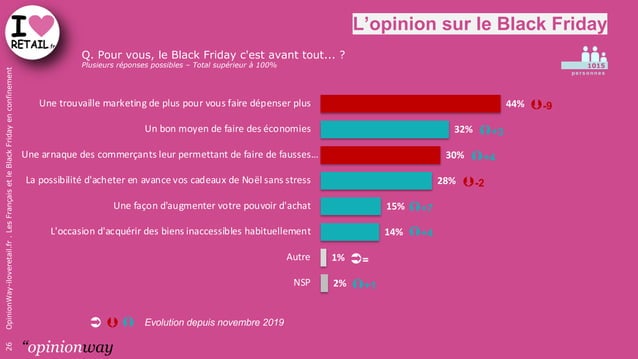 I ❤
RETAIL.fr
L'opinion sur le Black Friday
Q. Pour vous, le Black Friday c'est avant tout... ?
Plusieurs réponses possibles – Total supérieur à 100%
1015
personnes
Une trouvaille marketing de plus pour vous faire dépenser plus 44% -9
Un bon moyen de faire des économies 32%
Une arnaque des commerçants leur permettant de faire de fausses... 30% +4
La possibilité d'acheter en avance vos cadeaux de Noël sans stress 28% -2
Une façon d'augmenter votre pouvoir d'achat 15%
L'occasion d'acquérir des biens inaccessibles habituellement 14%
Autre 1% =
NSP 2%
Evolution depuis novembre 2019
26 OpinionWay-iloveretail.fr . Les Français et le Black Friday en confinement
“opinionway